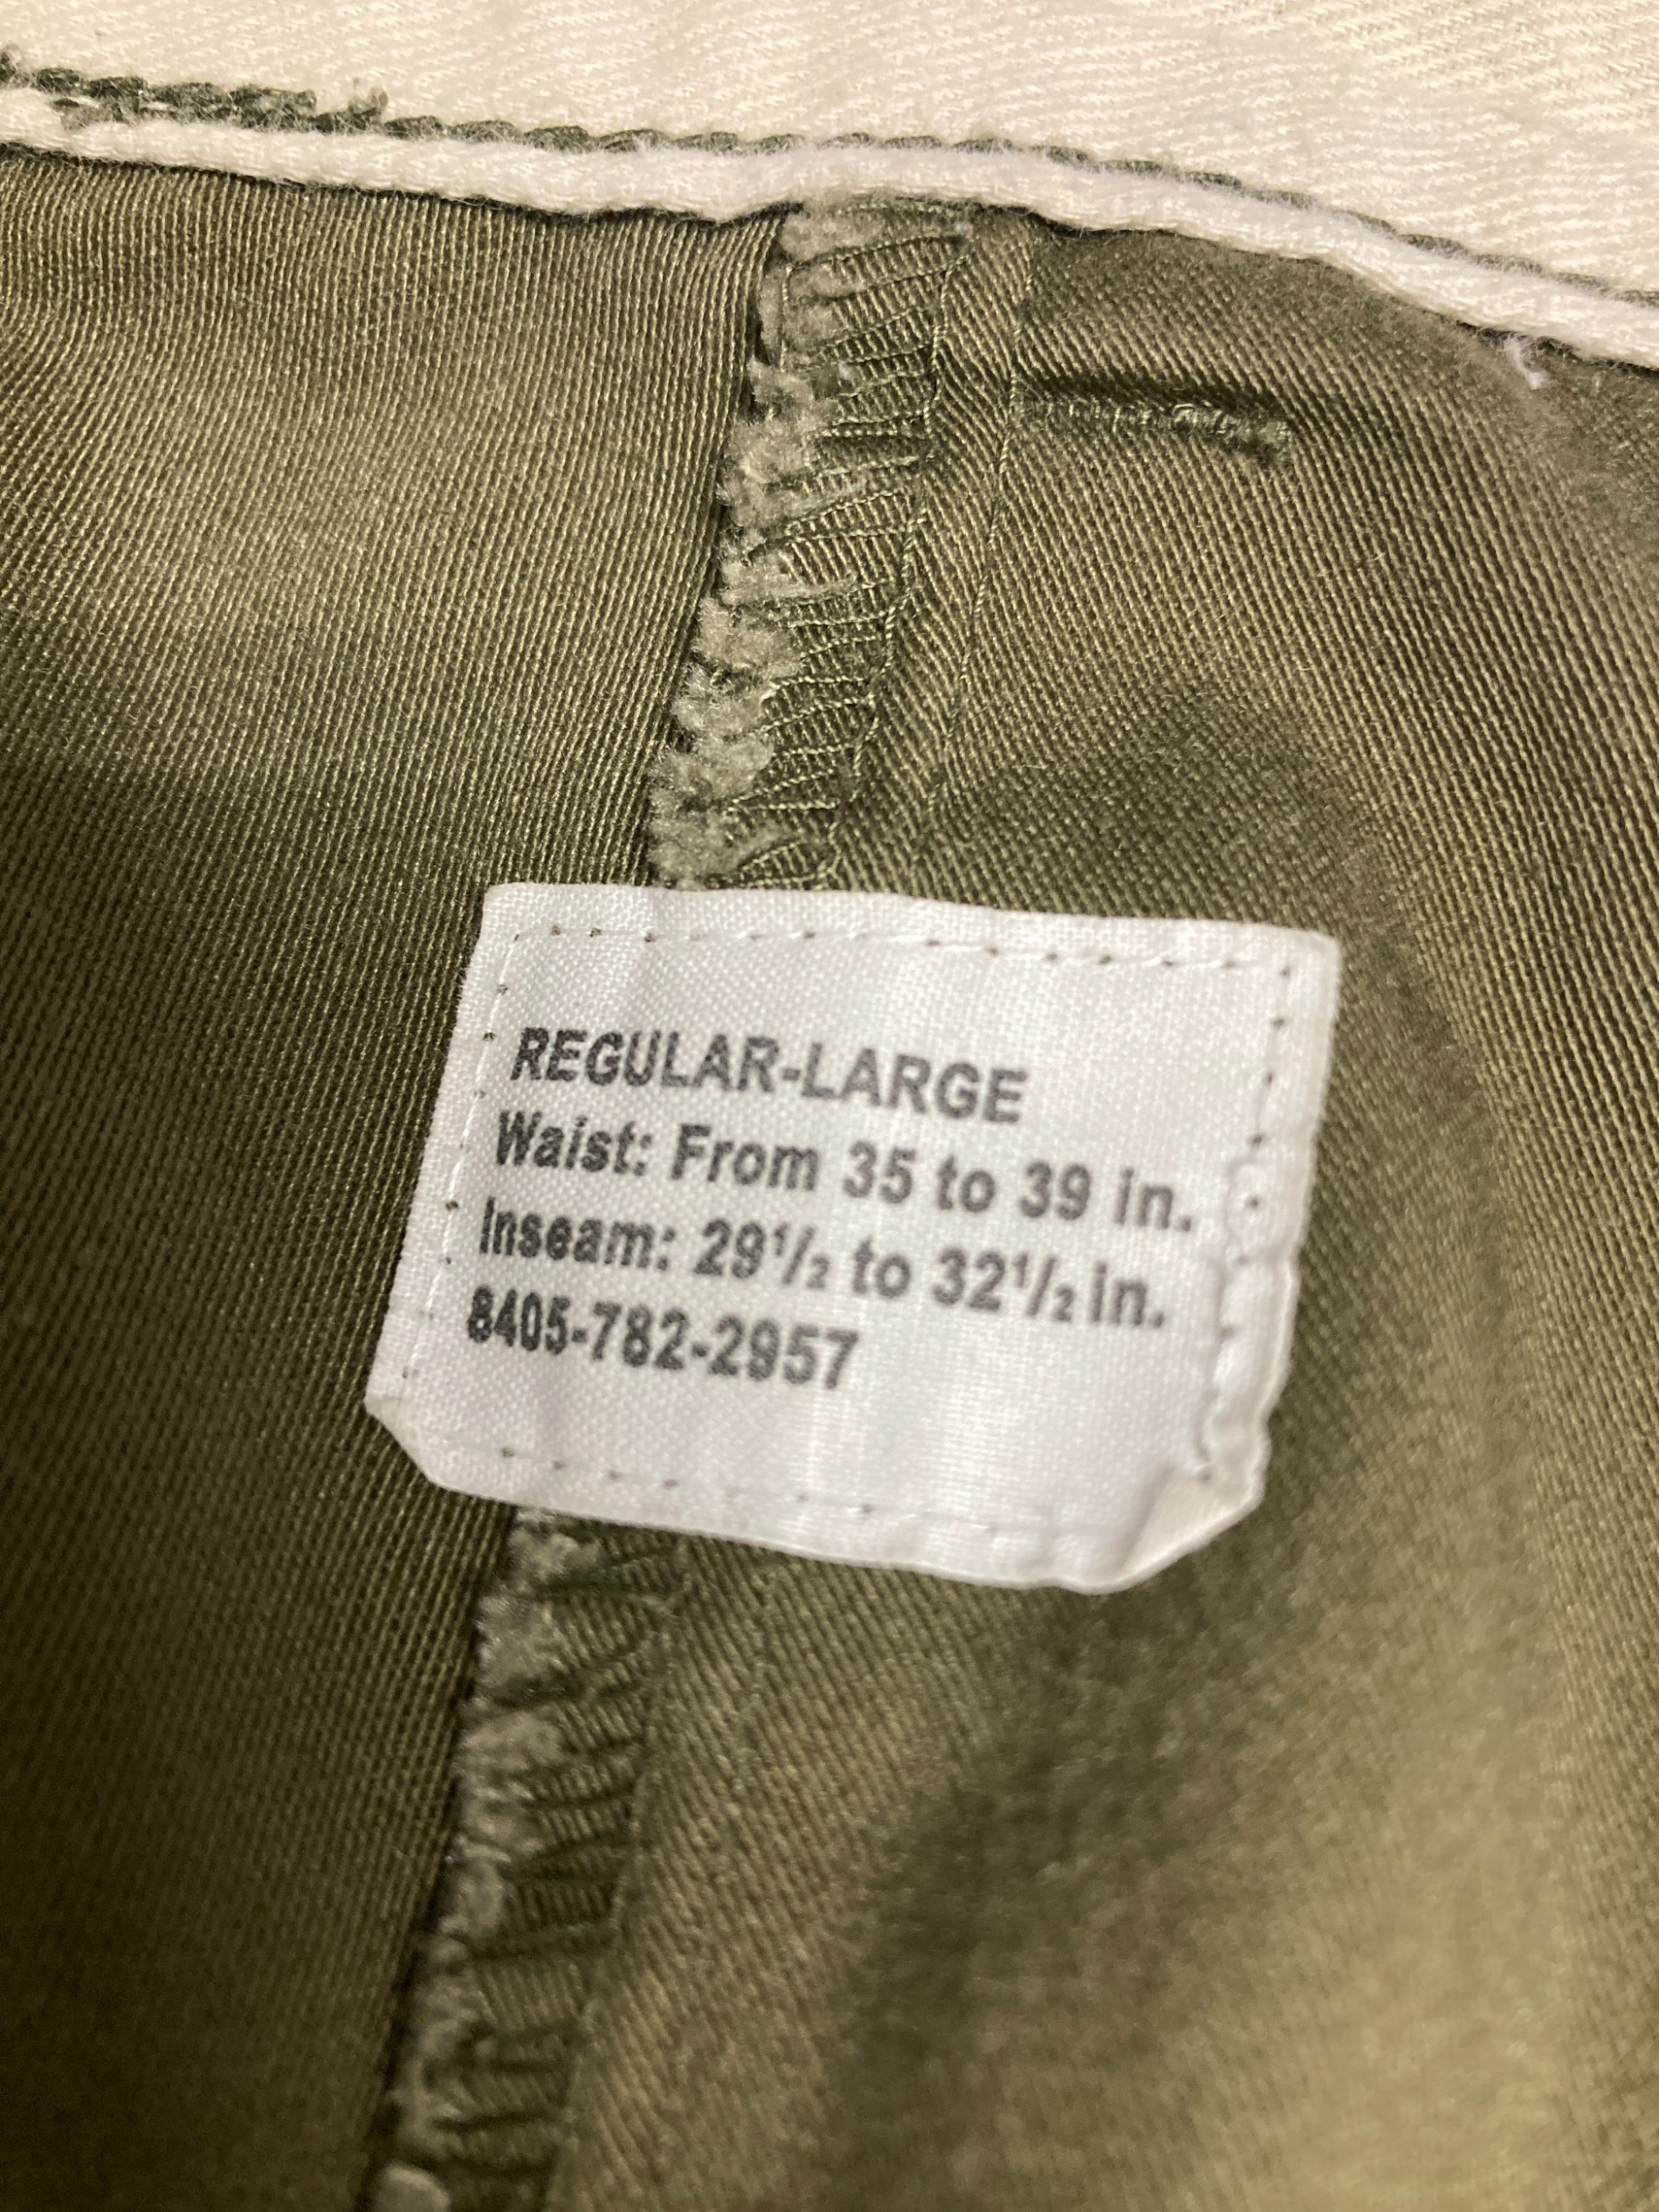 REGULAR-LARGE
Waist: From 35 to 39 in.
Inseam: 29½ to 32½ in.
8405-782-2957